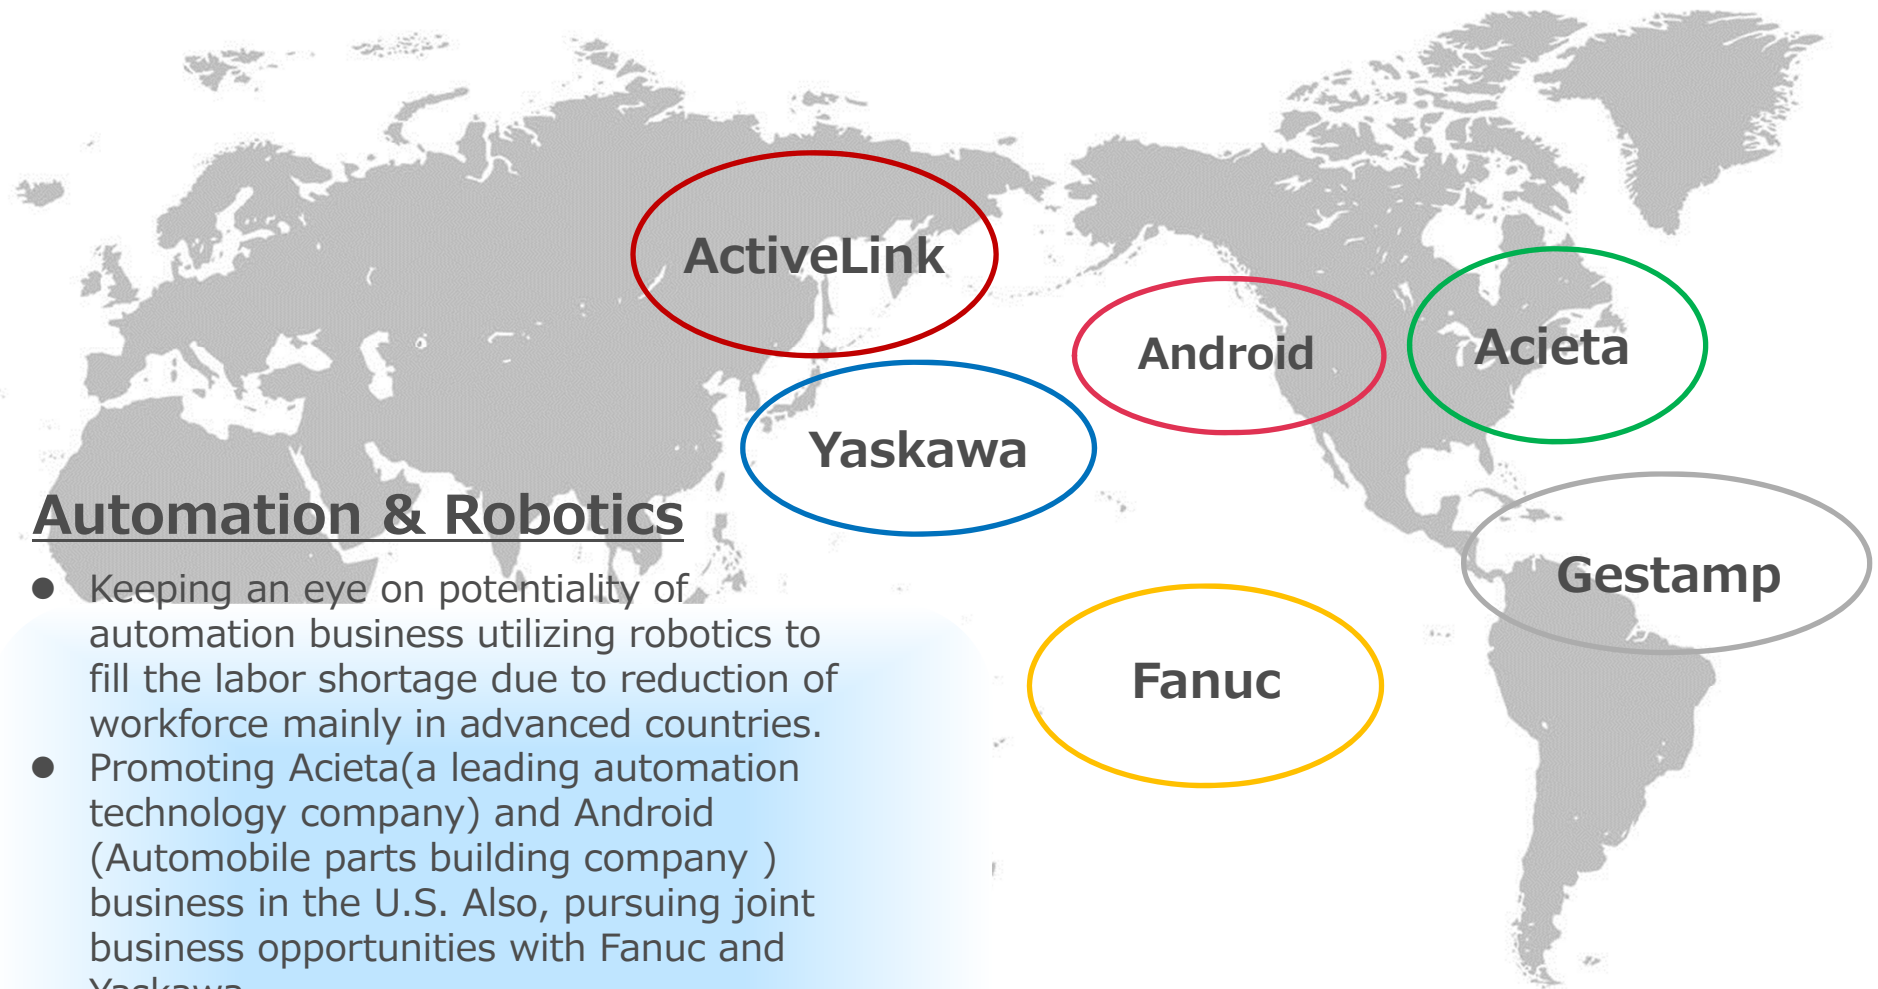 ActiveLink
Android
Acieta
Yaskawa
Gestamp
Fanuc
Automation & Robotics
● Keeping an eye on potentiality of
automation business utilizing robotics to
fill the labor shortage due to reduction of
workforce mainly in advanced countries.
● Promoting Acieta(a leading automation
technology company) and Android
(Automobile parts building company )
business in the U.S. Also, pursuing joint
business opportunities with Fanuc and
Yaskawa